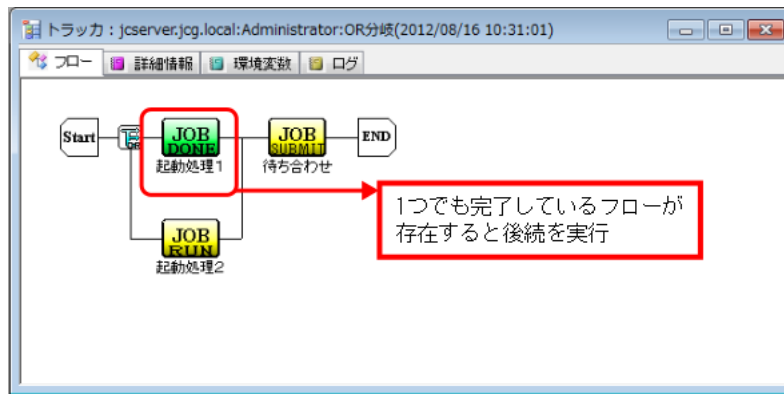 トラッカ：jcserver.jcg.local:Administrator:OR分岐(2012/08/16 10:31:01)
フロー 詳細情報 環境変数 ログ
Start
JOB DONE
起動処理1
JOB SUBMIT
待ち合わせ
END
1つでも完了しているフローが
存在すると後続を実行
JOB RUN
起動処理2